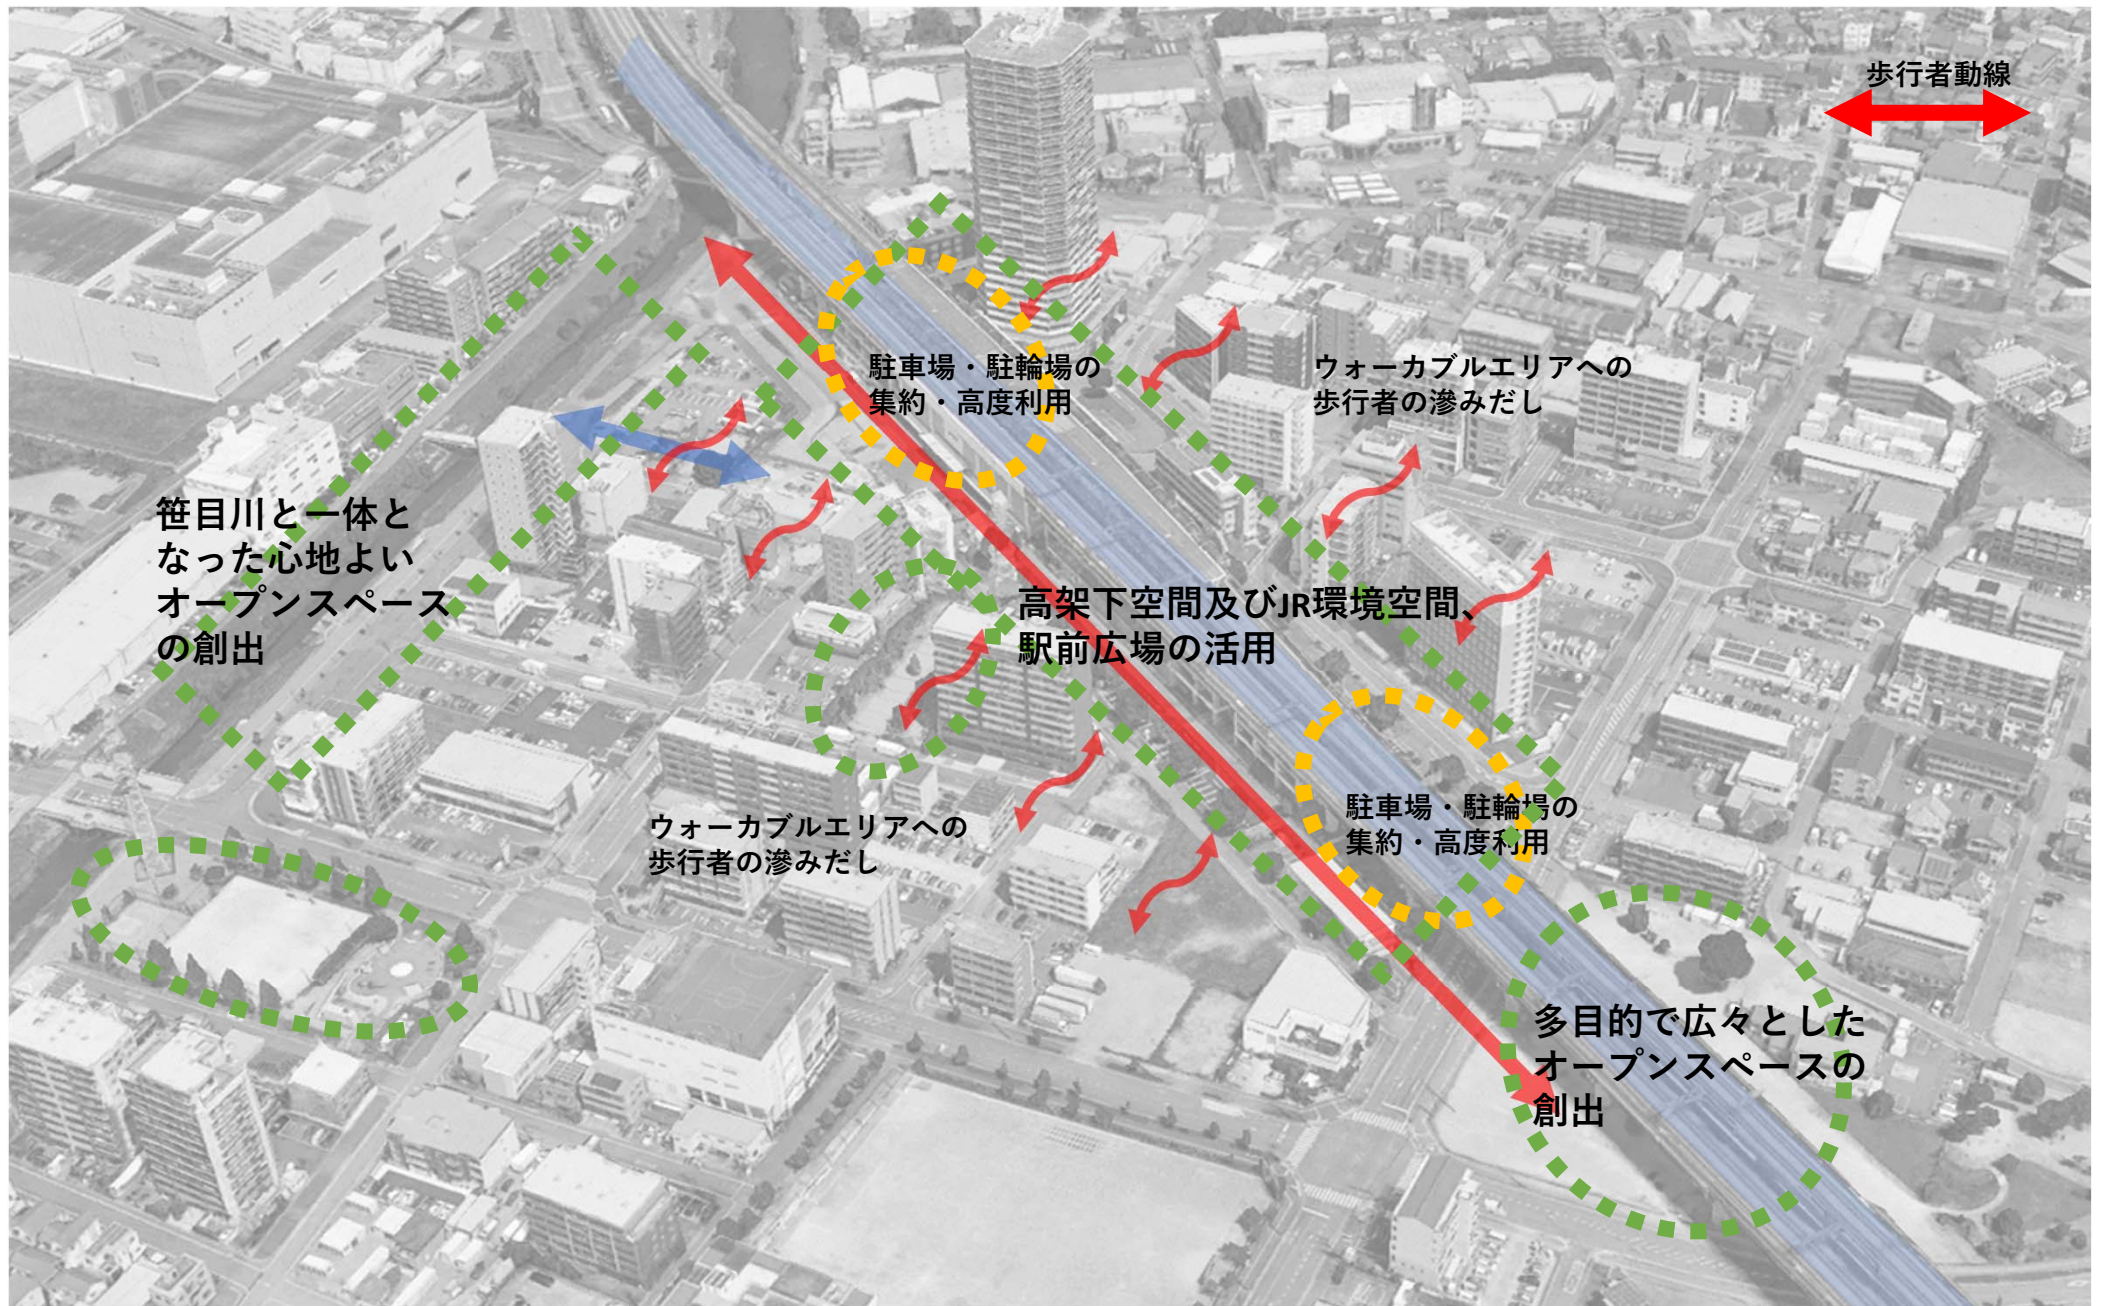 歩行者動線
駐車場・駐輪場の
集約・高度利用
ウォーカブルエリアへの
歩行者の滲みだし
笹目川と一体と
なった心地よい
オープンスペース
の創出
高架下空間及びJR環境空間、
駅前広場の活用
駐車場・駐輪場の
集約・高度利用
ウォーカブルエリアへの
歩行者の滲みだし
多目的で広々とした
オープンスペースの
創出